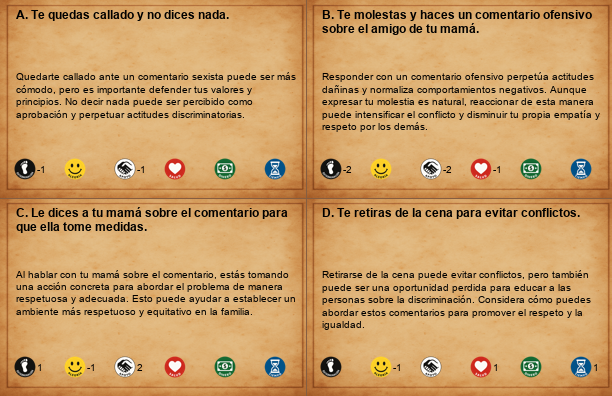 A. Te quedas callado y no dices nada.
Quedarte callado ante un comentario sexista puede ser más
cómodo, pero es importante defender tus valores y
principios. No decir nada puede ser percibido como
aprobación y perpetuar actitudes discriminatorias.
-1
-1
B. Te molestas y haces un comentario ofensivo
sobre el amigo de tu mamá.
Responder con un comentario ofensivo perpetúa actitudes
dañinas y normaliza comportamientos negativos. Aunque
expresar tu molestia es natural, reaccionar de esta manera
puede intensificar el conflicto y disminuir tu propia empatía y
respeto por los demás.
-2
-2
-1
C. Le dices a tu mamá sobre el comentario para
que ella tome medidas.
Al hablar con tu mamá sobre el comentario, estás tomando
una acción concreta para abordar el problema de manera
respetuosa y adecuada. Esto puede ayudar a establecer un
ambiente más respetuoso y equitativo en la familia.
1
-1
2
D. Te retiras de la cena para evitar conflictos.
Retirarse de la cena puede evitar conflictos, pero también
puede ser una oportunidad perdida para educar a las
personas sobre la discriminación. Considera cómo puedes
abordar estos comentarios para promover el respeto y la
igualdad.
-1
1
1